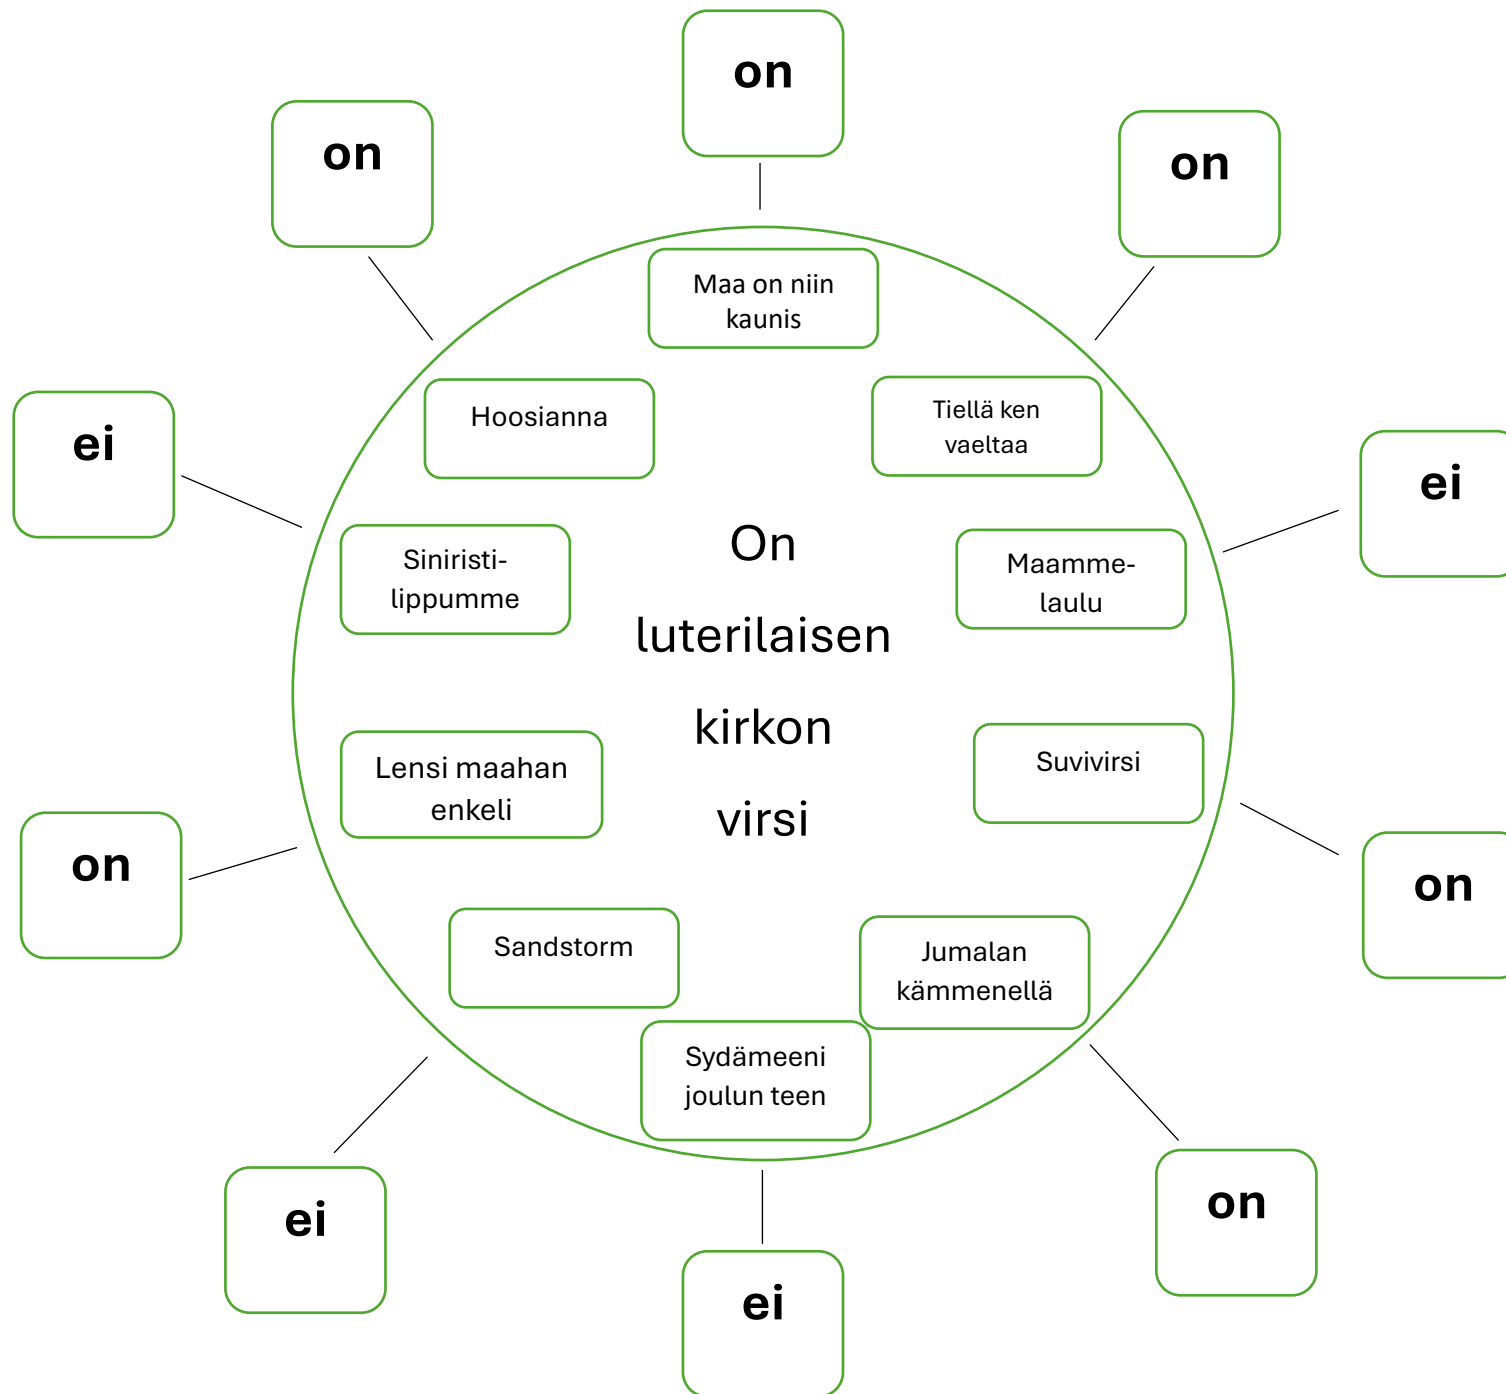 on
on
on
Maa on niin
kaunis
Hoosianna
Tiellä ken
vaeltaa
ei
ei
On
luterilaisen
kirkon
virsi
Siniristi-
lippumme
Maamme-
laulu
Lensi maahan
enkeli
Suvivirsi
on
on
Sandstorm
Jumalan
kämmenellä
Sydämeeni
joulun teen
ei
on
ei